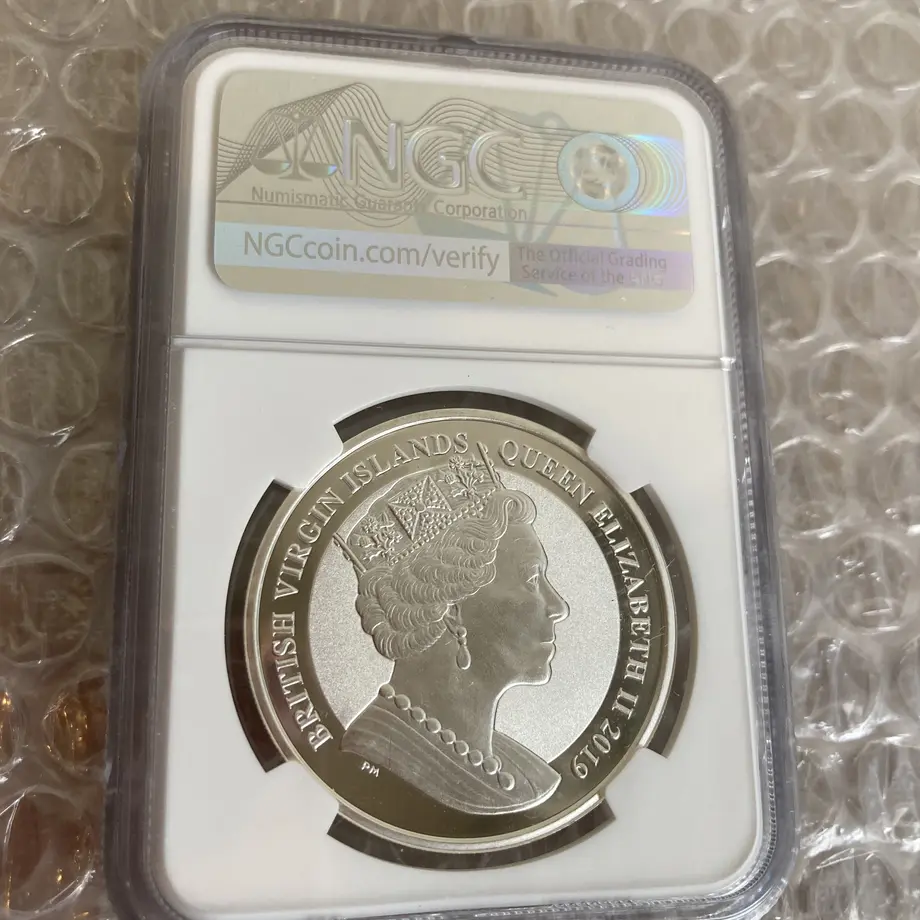 NGC
Numismatic Guaranty Corporation
NGCcoin.com/verify
The Official Grading
Service of the
BRITISH VIRGIN ISLANDS QUEEN ELIZABETH II 2019
PM